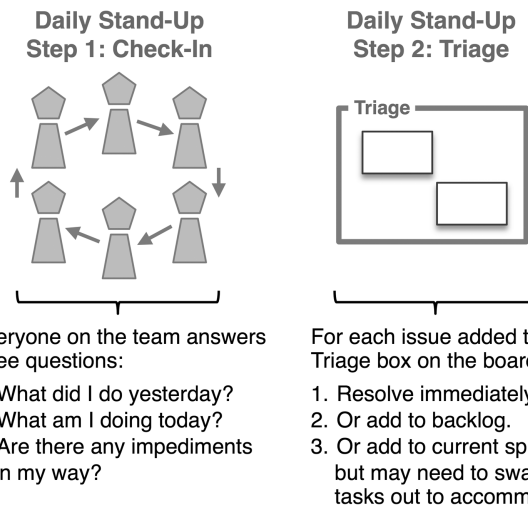 Daily Stand-Up
Step 1: Check-In
eryone on the team answers
ee questions:
What did I do yesterday?
What am I doing today?
Are there any impediments
n my way?
Daily Stand-Up
Step 2: Triage
Triage
For each issue added t
Triage box on the board
1. Resolve immediately
2. Or add to backlog.
3. Or add to current sp
but may need to swa
tasks out to accomm